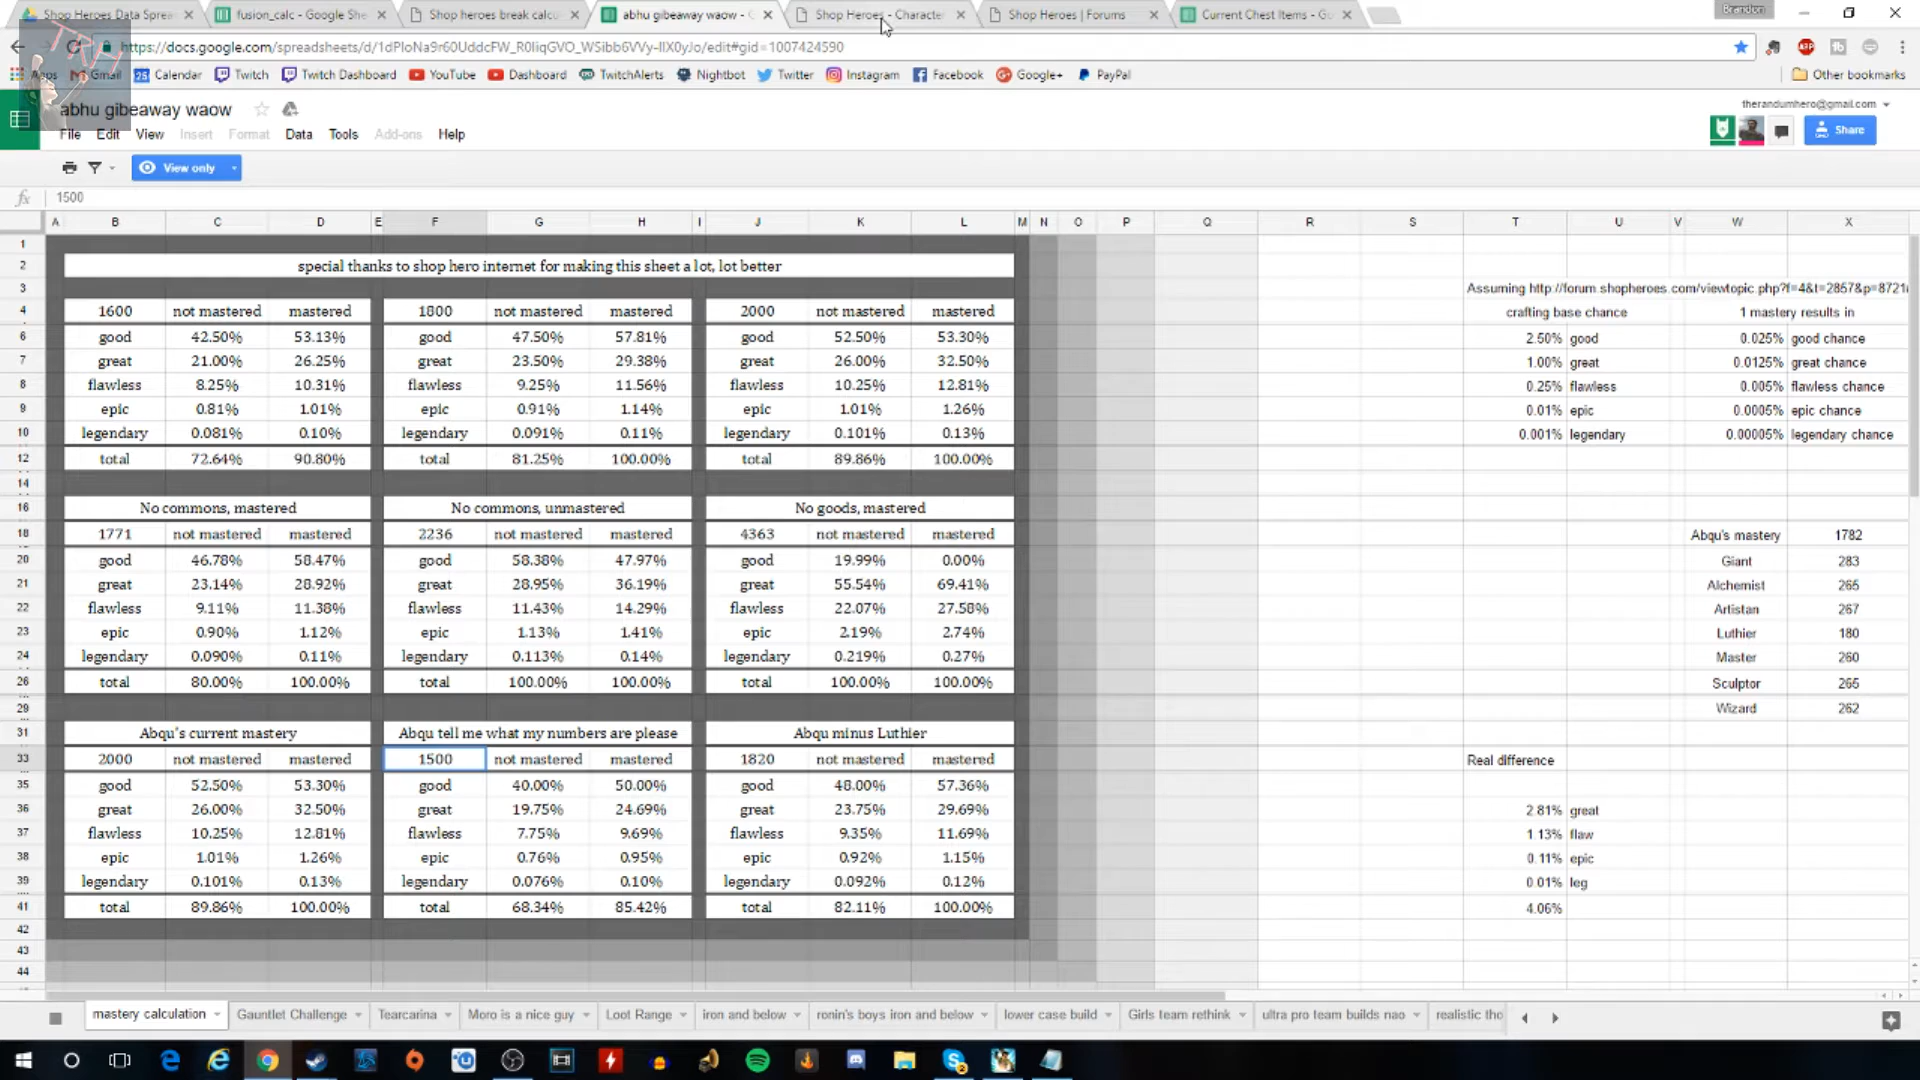 Shop Heroes Data Sprea
fusion_calc - Google She
Shop heroes break calcu
abhu gibeaway waow - G
Shop Heroes - Character
Shop Heroes | Forums
Current Chest Items - Go
Brandon
https://docs.google.com/spreadsheets/d/1dPIoNa9r60UddcFW_R0IiqGVO_WSibb6VVy-IIX0yJo/edit#gid=1007424590
Apps Gmail Calendar Twitch Twitch Dashboard YouTube Dashboard TwitchAlerts Nightbot Twitter Instagram Facebook Google+ PayPal Other bookmarks
TRH
abhu gibeaway waow
therandumhero@gmail.com
File Edit View Insert Format Data Tools Add-ons Help
Share
View only
fx 1500
A B C D E F G H I J K L M N O P Q R S T U V W X
1
2 special thanks to shop hero internet for making this sheet a lot, lot better
3 Assuming http://forum.shopheroes.com/viewtopic.php?f=4&t=2857&p=8721
4 1600 not mastered mastered 1800 not mastered mastered 2000 not mastered mastered crafting base chance 1 mastery results in
6 good 42.50% 53.13% good 47.50% 57.81% good 52.50% 53.30% 2.50% good 0.025% good chance
7 great 21.00% 26.25% great 23.50% 29.38% great 26.00% 32.50% 1.00% great 0.0125% great chance
8 flawless 8.25% 10.31% flawless 9.25% 11.56% flawless 10.25% 12.81% 0.25% flawless 0.005% flawless chance
9 epic 0.81% 1.01% epic 0.91% 1.14% epic 1.01% 1.26% 0.01% epic 0.0005% epic chance
10 legendary 0.081% 0.10% legendary 0.091% 0.11% legendary 0.101% 0.13% 0.001% legendary 0.00005% legendary chance
12 total 72.64% 90.80% total 81.25% 100.00% total 89.86% 100.00%
14
16 No commons, mastered No commons, unmastered No goods, mastered
18 1771 not mastered mastered 2236 not mastered mastered 4363 not mastered mastered Abqu's mastery 1782
20 good 46.78% 58.47% good 58.38% 47.97% good 19.99% 0.00% Giant 283
21 great 23.14% 28.92% great 28.95% 36.19% great 55.54% 69.41% Alchemist 265
22 flawless 9.11% 11.38% flawless 11.43% 14.29% flawless 22.07% 27.58% Artistan 267
23 epic 0.90% 1.12% epic 1.13% 1.41% epic 2.19% 2.74% Luthier 180
24 legendary 0.090% 0.11% legendary 0.113% 0.14% legendary 0.219% 0.27% Master 260
26 total 80.00% 100.00% total 100.00% 100.00% total 100.00% 100.00% Sculptor 265
29 Wizard 262
31 Abqu's current mastery Abqu tell me what my numbers are please Abqu minus Luthier
33 2000 not mastered mastered 1500 not mastered mastered 1820 not mastered mastered Real difference
35 good 52.50% 53.30% good 40.00% 50.00% good 48.00% 57.36%
36 great 26.00% 32.50% great 19.75% 24.69% great 23.75% 29.69% 2.81% great
37 flawless 10.25% 12.81% flawless 7.75% 9.69% flawless 9.35% 11.69% 1.13% flaw
38 epic 1.01% 1.26% epic 0.76% 0.95% epic 0.92% 1.15% 0.11% epic
39 legendary 0.101% 0.13% legendary 0.076% 0.10% legendary 0.092% 0.12% 0.01% leg
41 total 89.86% 100.00% total 68.34% 85.42% total 82.11% 100.00% 4.06%
42
43
44
mastery calculation Gauntlet Challenge Tearcarina Moro is a nice guy Loot Range iron and below ronin's boys iron and below lower case build Girls team rethink ultra pro team builds nao realistic tho